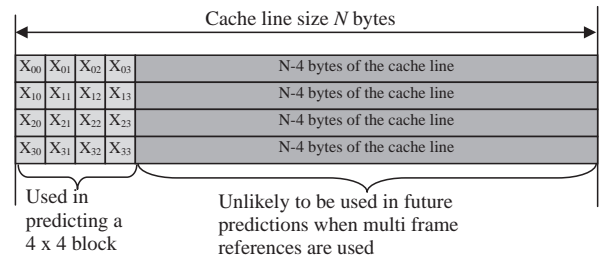 Cache line size N bytes
X00 X01 X02 X03 N-4 bytes of the cache line
X10 X11 X12 X13 N-4 bytes of the cache line
X20 X21 X22 X23 N-4 bytes of the cache line
X30 X31 X32 X33 N-4 bytes of the cache line
Used in
predicting a
4 x 4 block
Unlikely to be used in future
predictions when multi frame
references are used